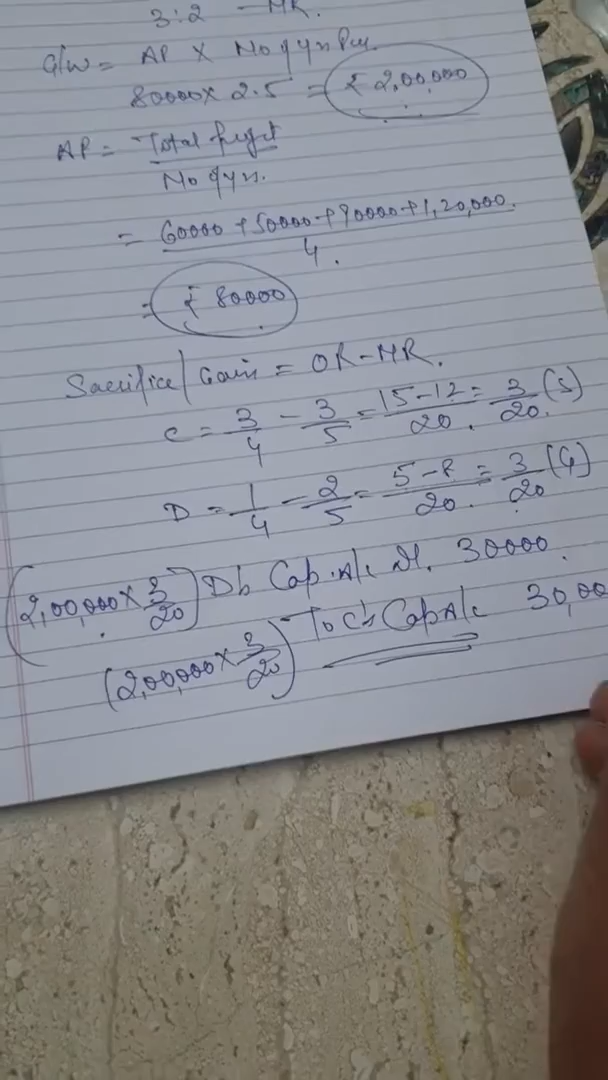 3:2 - NR.
G/W = AP X No of yrs Pur.
80000 x 2.5 = ₹ 2,00,000
AP = Total profit
No of yrs.
= 60000 + 50000 + 90000 + 1,20,000.
4.
= ₹ 80000
Sacrifice / Gain = OR - NR.
C = 3/4 - 3/5 = 15-12/20 = 3/20 (S)
D = 1/4 - 2/5 = 5-8/20 = 3/20 (G)
(2,00,000 x 3/20) D's Cap. A/c Dr. 30000.
(2,00,000 x 3/20) To C's Cap A/c 30,00